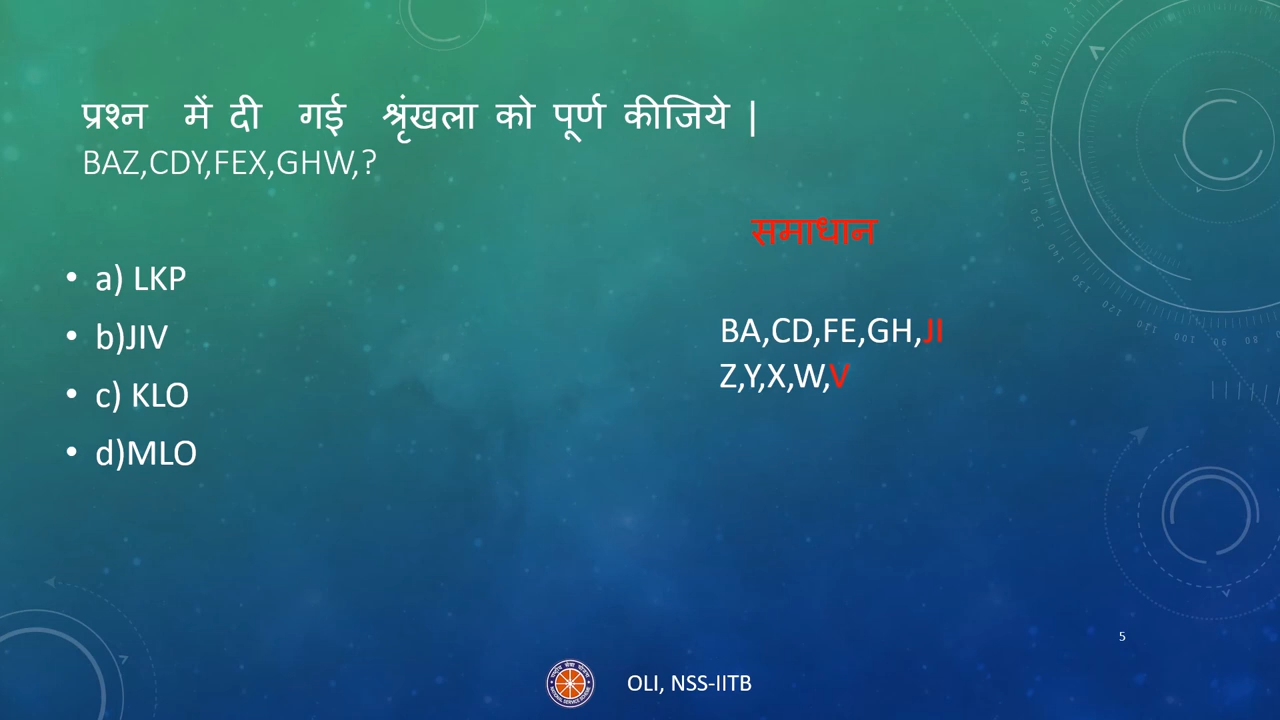 प्रश्न में दी गई श्रृंखला को पूर्ण कीजिये |
BAZ,CDY,FEX,GHW,?
समाधान
• a) LKP
• b)JIV
• c) KLO
• d)MLO
BA,CD,FE,GH,JI
Z,Y,X,W,V
5
OLI, NSS-IITB